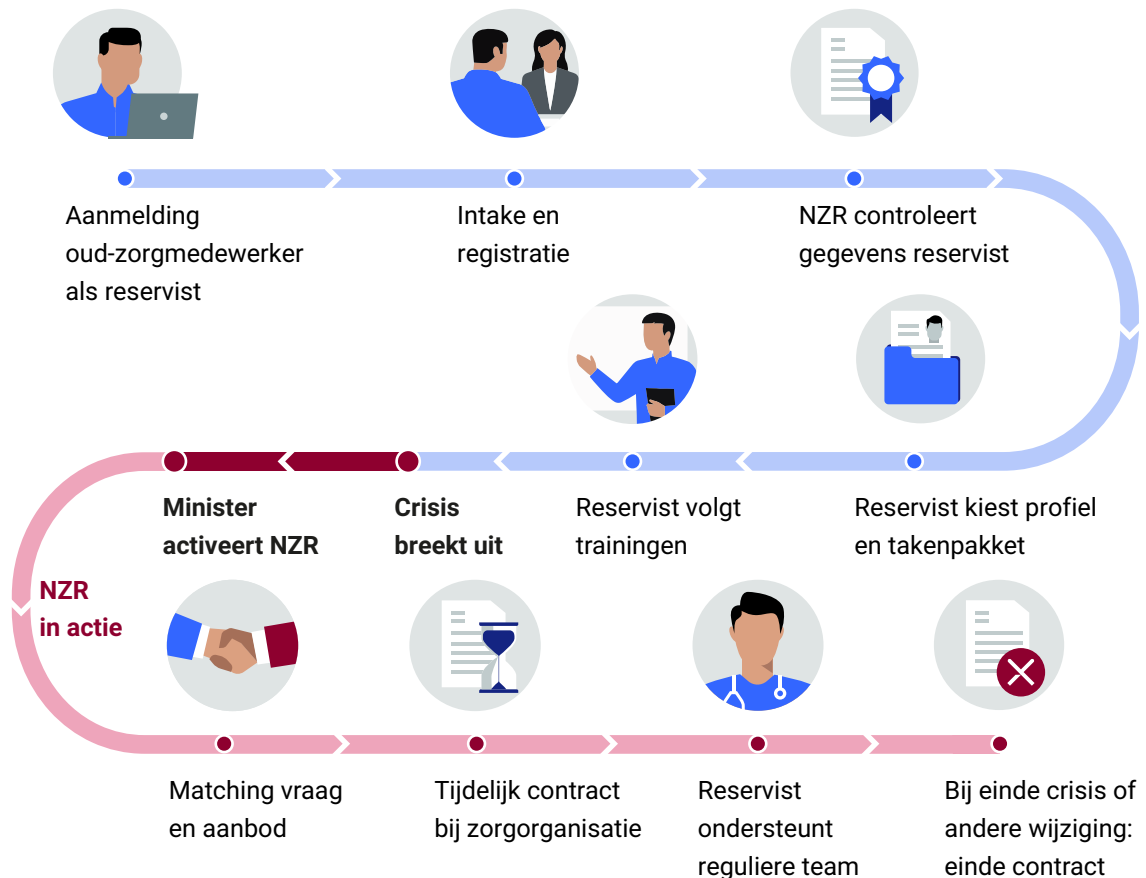 Aanmelding
oud-zorgmedewerker
als reservist
Intake en
registratie
NZR controleert
gegevens reservist
Reservist kiest profiel
en takenpakket
Reservist volgt
trainingen
Crisis
breekt uit
Minister
activeert NZR
NZR
in actie
Matching vraag
en aanbod
Tijdelijk contract
bij zorgorganisatie
Reservist
ondersteunt
reguliere team
Bij einde crisis of
andere wijziging:
einde contract